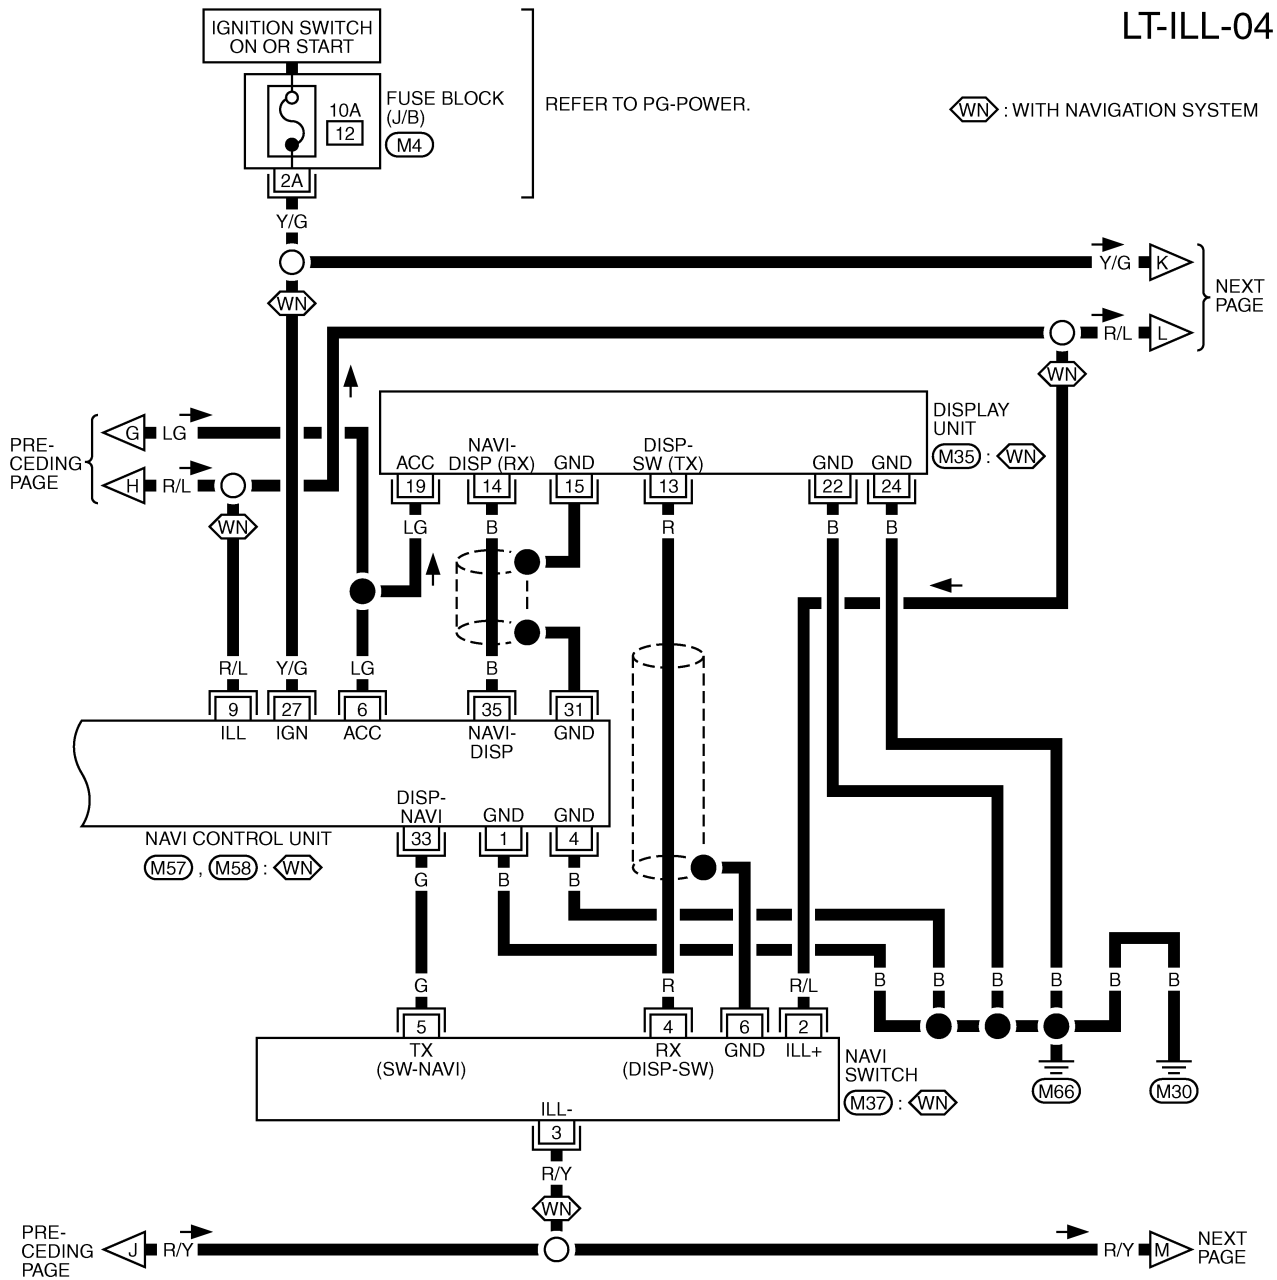 LT-ILL-04
IGNITION SWITCH
ON OR START
10A
12
FUSE BLOCK
(J/B)
M4
REFER TO PG-POWER.
WN : WITH NAVIGATION SYSTEM
2A
Y/G
WN
Y/G
K
R/L
L
NEXT
PAGE
WN
PRE-
CEDING
PAGE
G
LG
H
R/L
WN
DISPLAY
UNIT
M35 : WN
ACC
NAVI-
DISP (RX)
GND
DISP-
SW (TX)
GND
GND
19
14
15
13
22
24
LG
B
R
B
B
R/L
Y/G
LG
B
9
27
6
35
31
ILL
IGN
ACC
NAVI-
DISP
GND
DISP-
NAVI
GND
GND
NAVI CONTROL UNIT
M57 , M58 : WN
33
1
4
G
B
B
G
R
R/L
B
B
B
B
B
B
5
4
6
2
TX
(SW-NAVI)
RX
(DISP-SW)
GND
ILL+
NAVI
SWITCH
M37 : WN
M66
M30
ILL-
3
R/Y
WN
PRE-
CEDING
PAGE
J
R/Y
R/Y
M
NEXT
PAGE